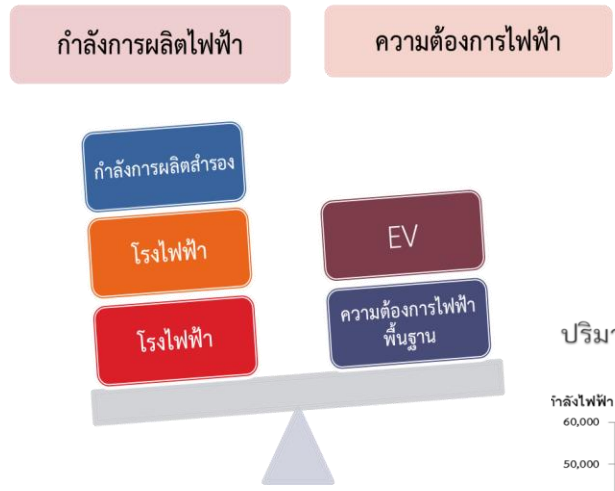 กำลังการผลิตไฟฟ้า
ความต้องการไฟฟ้า
กำลังการผลิตสำรอง
โรงไฟฟ้า
โรงไฟฟ้า
EV
ความต้องการไฟฟ้า
พื้นฐาน
กำลังไฟฟ้า
60,000
50,000